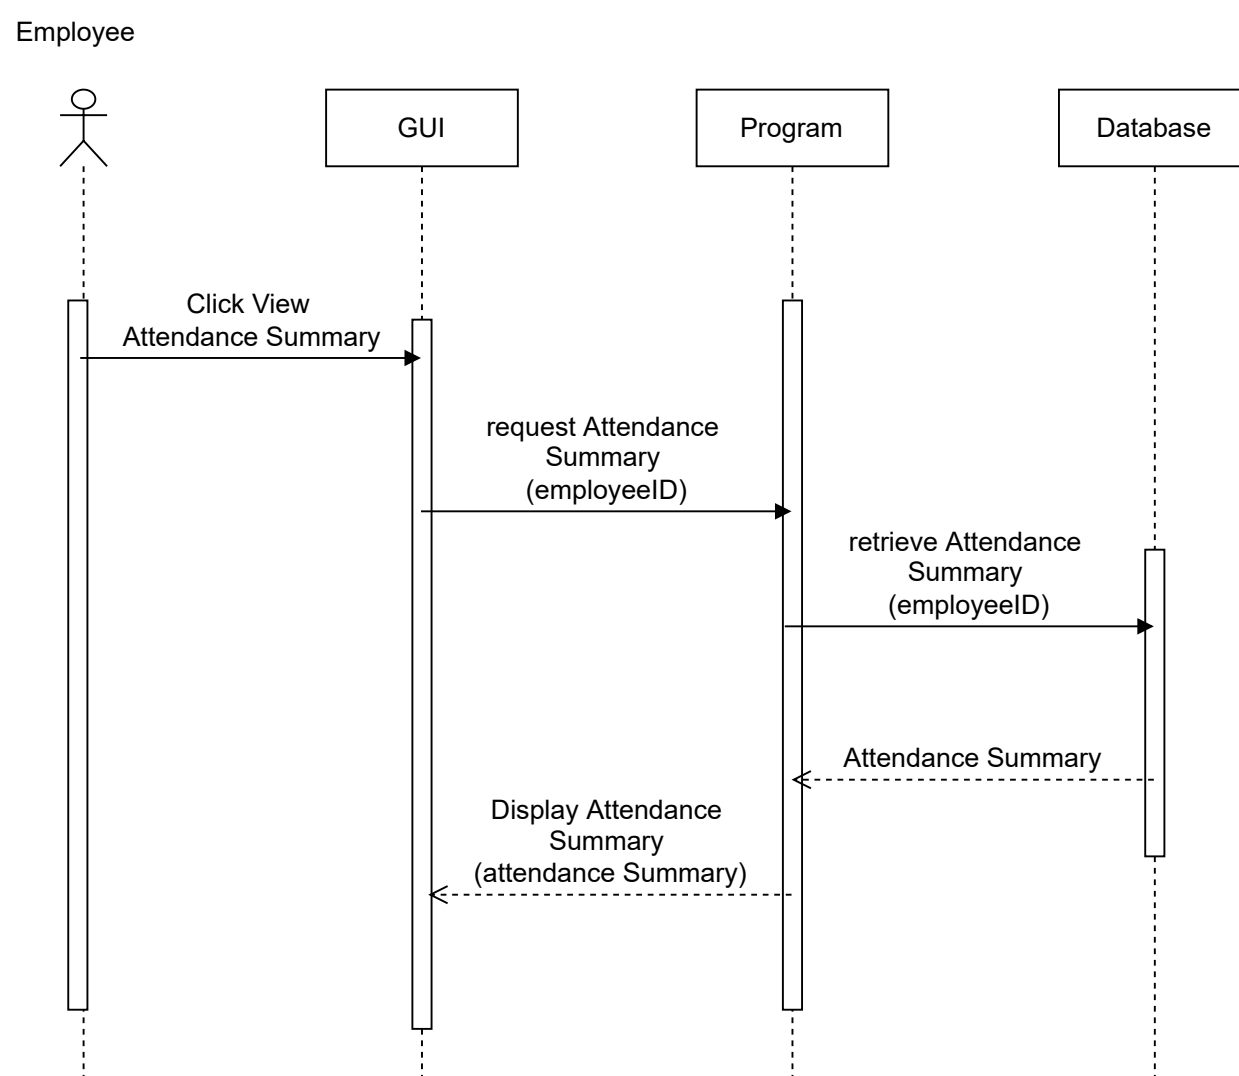 Employee
GUI
Program
Database
Click View
Attendance Summary
request Attendance
Summary
(employeeID)
retrieve Attendance
Summary
(employeeID)
Attendance Summary
Display Attendance
Summary
(attendance Summary)